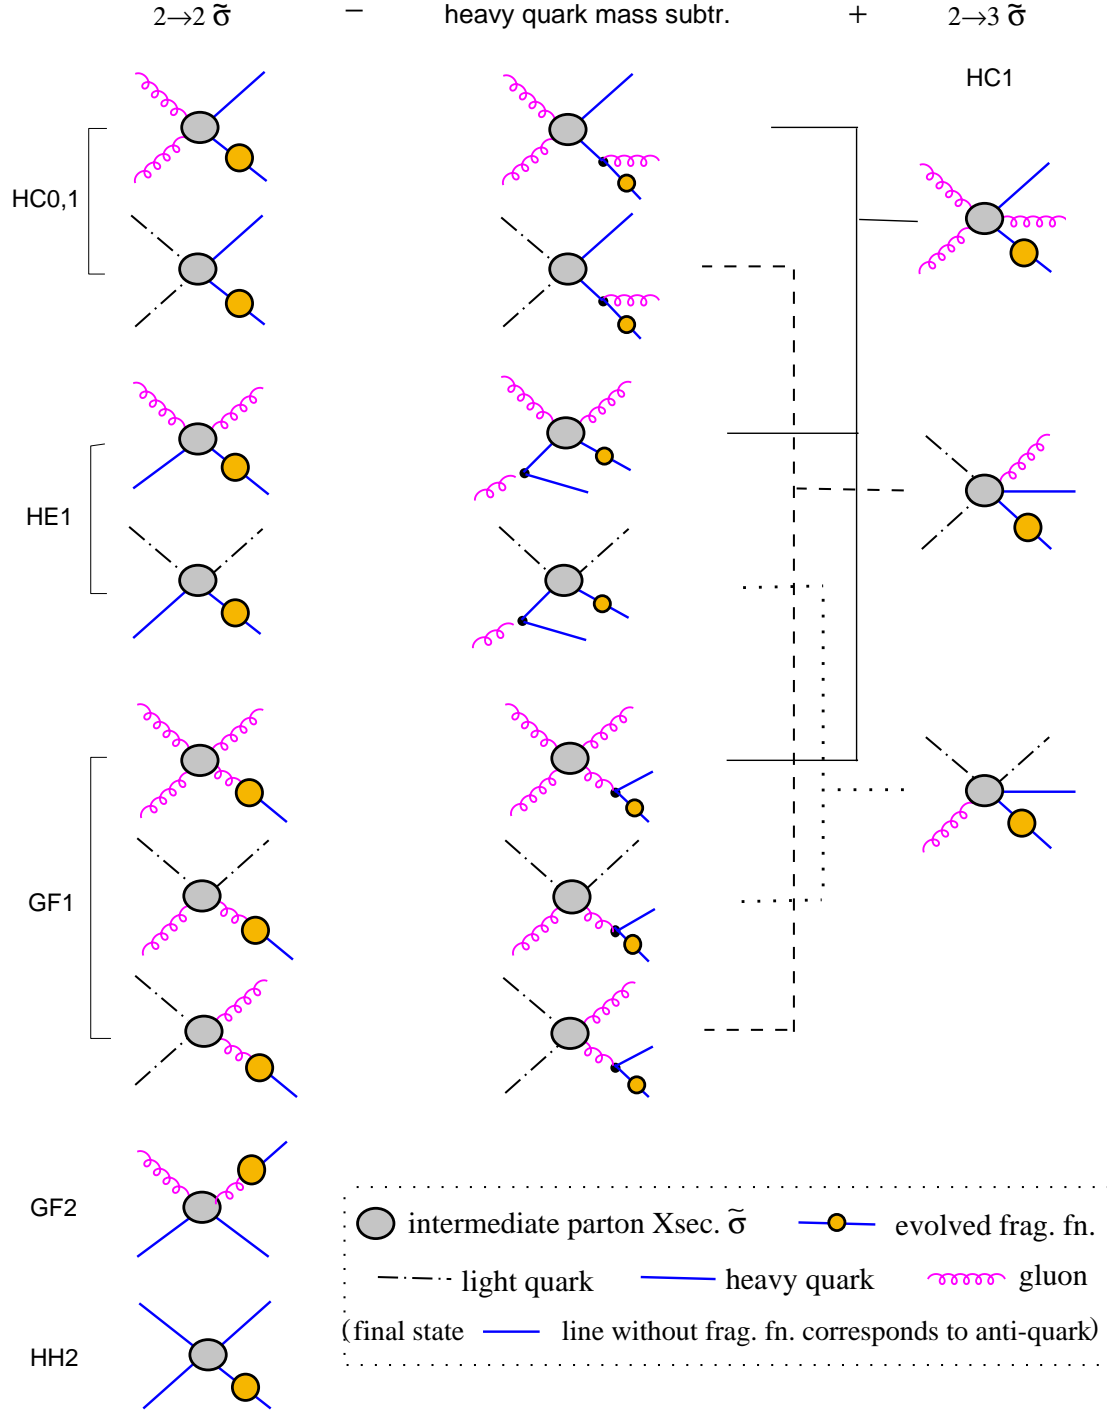 2→2 σ̃ − heavy quark mass subtr. + 2→3 σ̃
HC1
HC0,1
HE1
GF1
GF2
intermediate parton Xsec. σ̃ evolved frag. fn.
light quark heavy quark gluon
(final state line without frag. fn. corresponds to anti-quark)
HH2